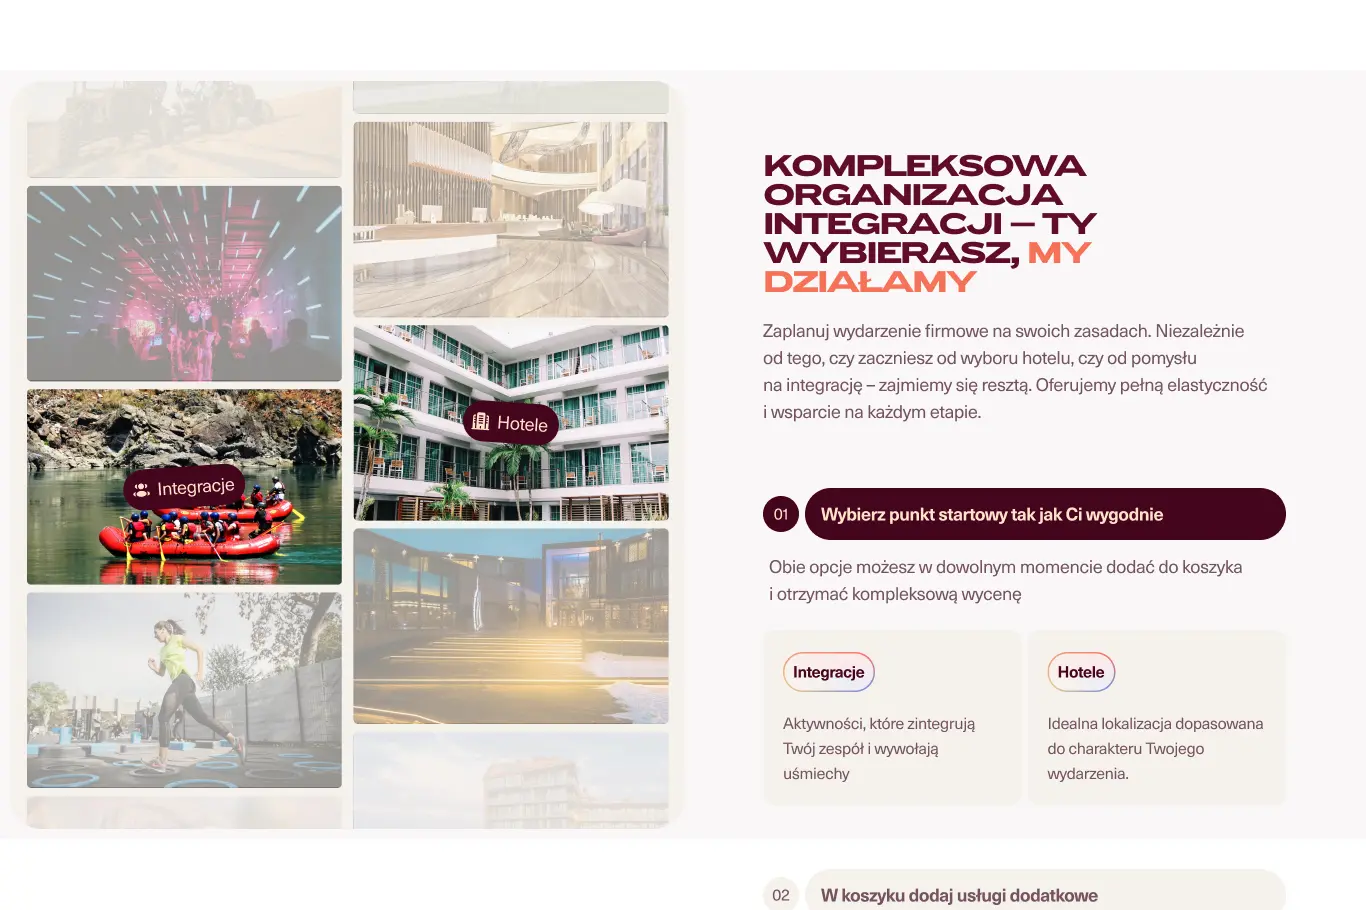 Integracje
Hotele
KOMPLEKSOWA
ORGANIZACJA
INTEGRACJI – TY
WYBIERASZ, MY
DZIAŁAMY
Zaplanuj wydarzenie firmowe na swoich zasadach. Niezależnie
od tego, czy zaczniesz od wyboru hotelu, czy od pomysłu
na integrację – zajmiemy się resztą. Oferujemy pełną elastyczność
i wsparcie na każdym etapie.
01
Wybierz punkt startowy tak jak Ci wygodnie
Obie opcje możesz w dowolnym momencie dodać do koszyka
i otrzymać kompleksową wycenę
Integracje
Aktywności, które zintegrują
Twój zespół i wywołają
uśmiechy
Hotele
Idealna lokalizacja dopasowana
do charakteru Twojego
wydarzenia.
02
W koszyku dodaj usługi dodatkowe